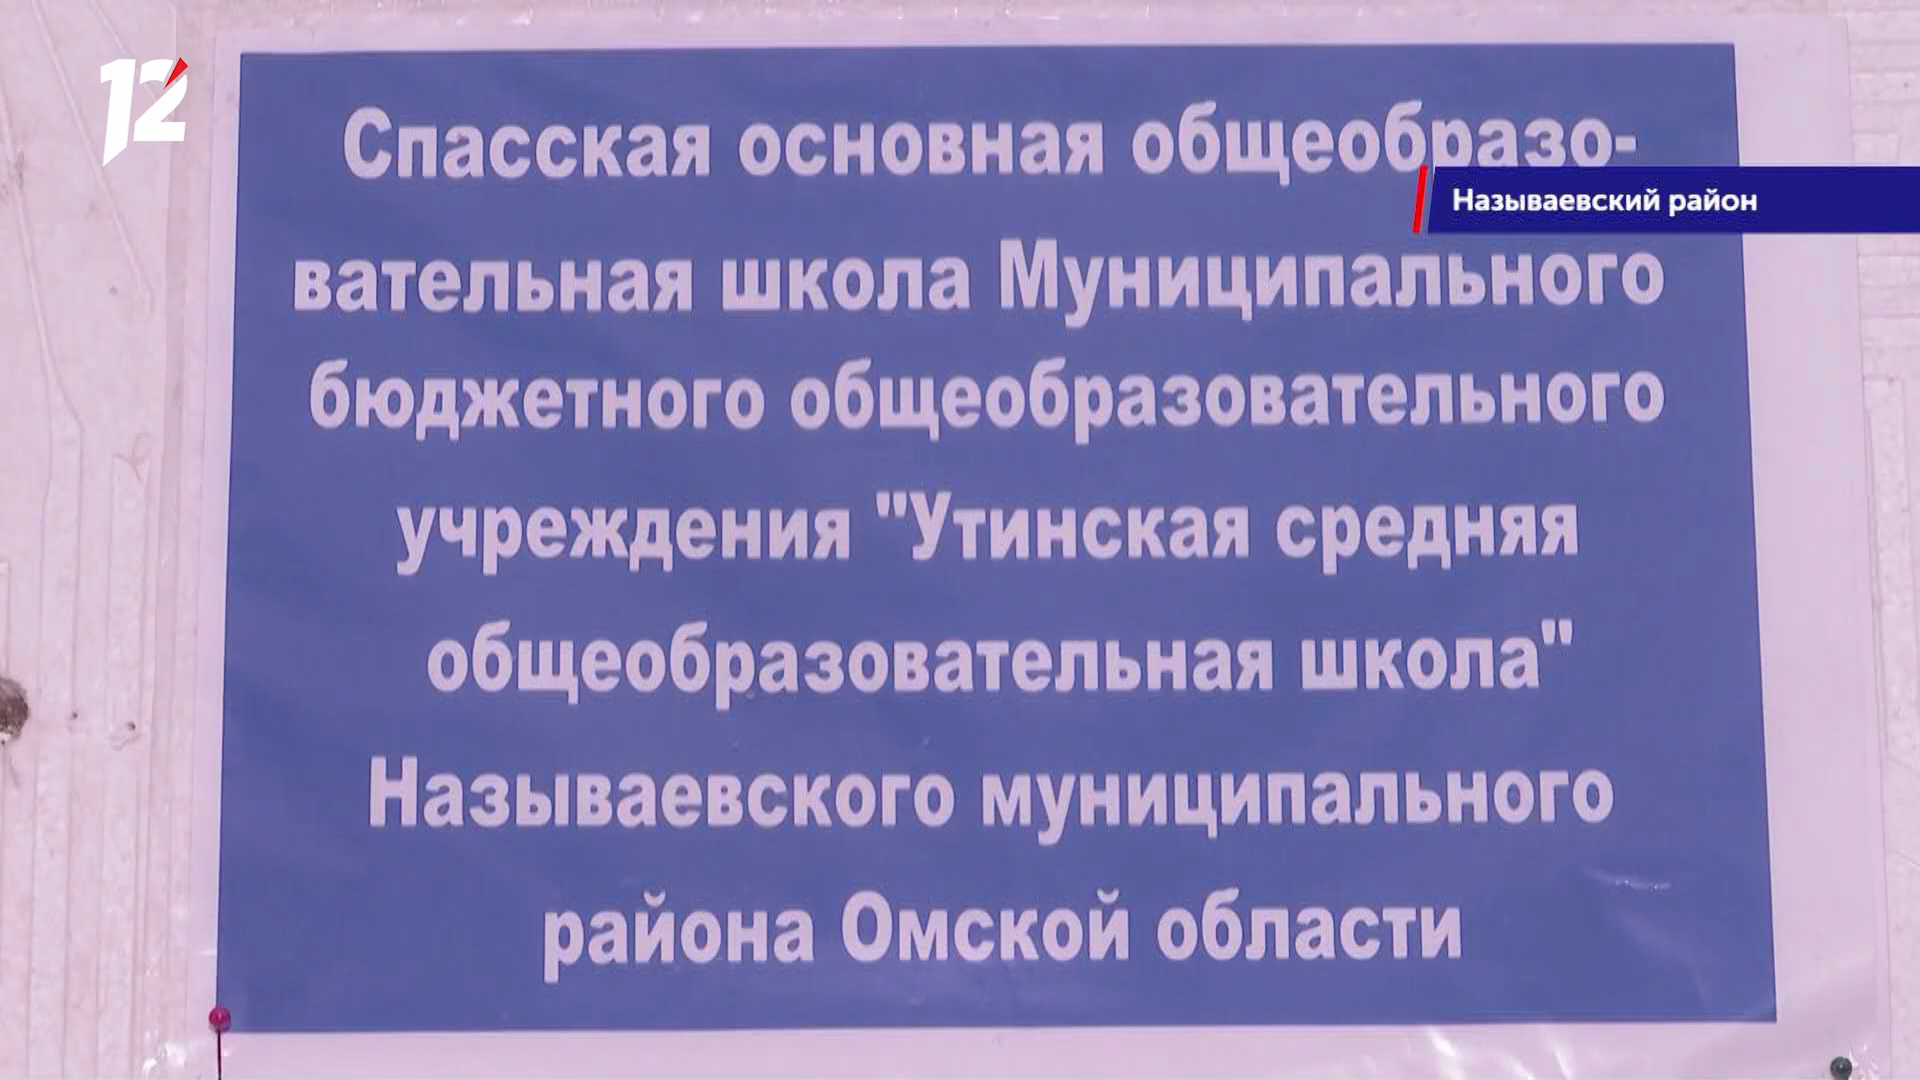 12
Спасская основная общеобразо-
Называевский район
вательная школа Муниципального
бюджетного общеобразовательного
учреждения "Утинская средняя
общеобразовательная школа"
Называевского муниципального
района Омской области